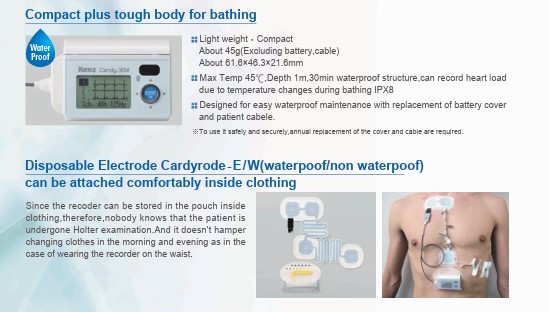 Compact plus tough body for bathing
Water
Proof
Kenz Cardy 304
Light weight・Compact
About 45g(Excluding battery,cable)
About 61.6×46.3×21.6mm
Max Temp 45℃,Depth 1m,30min waterproof structure,can record heart load
due to temperature changes during bathing IPX8
Designed for easy waterproof maintenance with replacement of battery cover
and patient cabele.
※To use it safely and securely,annual replacement of the cover and cable are required.
Disposable Electrode Cardyrode-E/W(waterpoof/non waterpoof)
can be attached comfortably inside clothing
Since the recoder can be stored in the pouch inside
clothing,therefore,nobody knows that the patient is
undergone Holter examination.And it doesn't hamper
changing clothes in the morning and evening as in the
case of wearing the recorder on the waist.